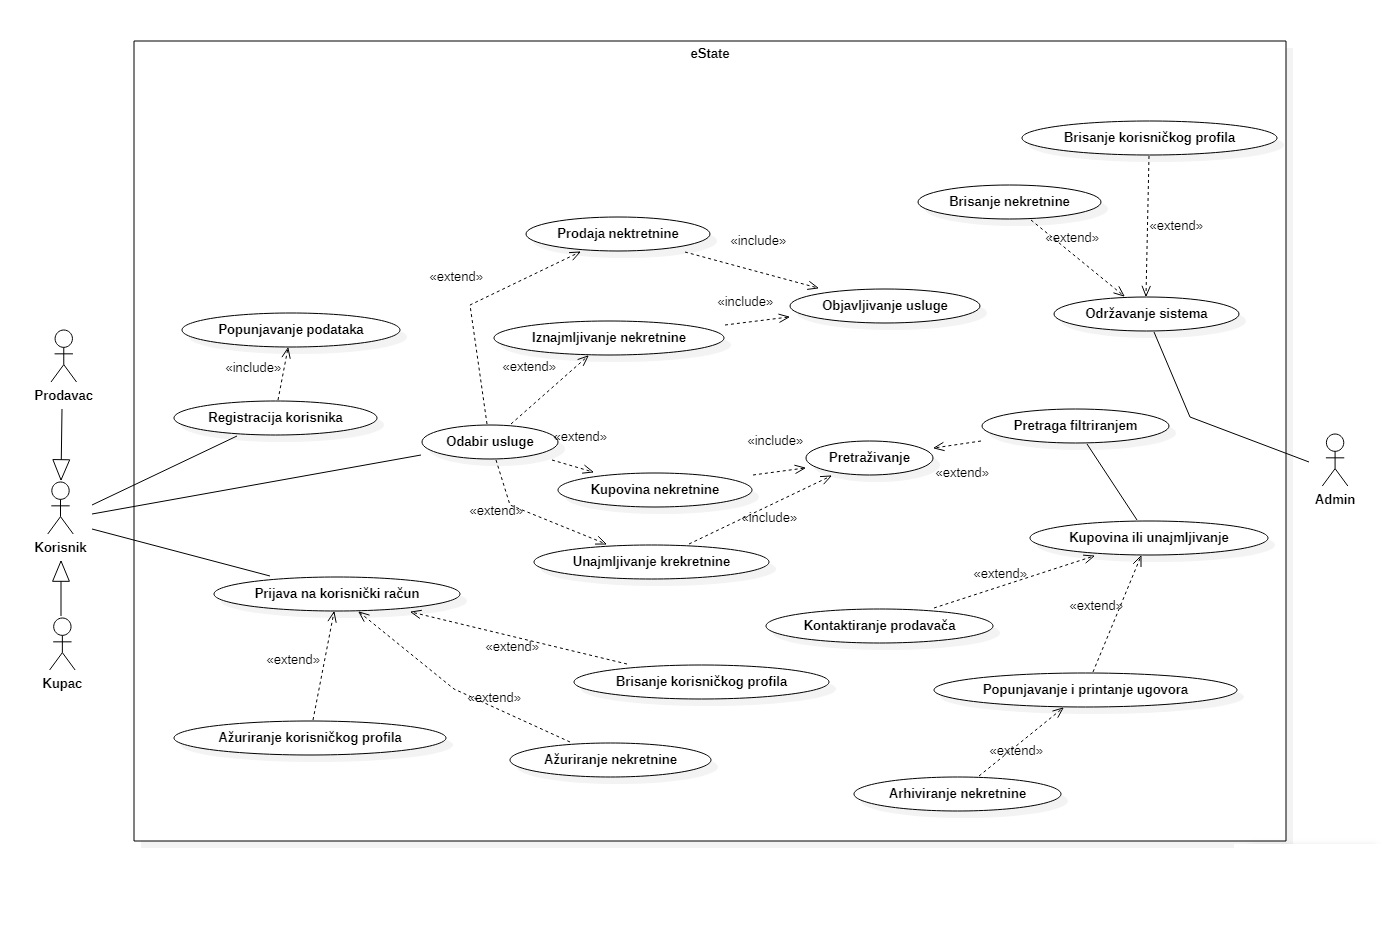 eState
Brisanje korisničkog profila
Brisanje nekretnine
«extend»
«extend»
Prodaja nektretnine
«include»
«extend»
Objavljivanje usluge
«include»
Održavanje sistema
Popunjavanje podataka
Iznajmljivanje nekretnine
«include»
«extend»
Prodavac
Registracija korisnika
Pretraga filtriranjem
Odabir usluge
«extend»
«include»
Pretraživanje
«extend»
Kupovina nekretnine
Admin
«extend»
«include»
Korisnik
Kupovina ili unajmljivanje
Unajmljivanje krekretnine
«extend»
Prijava na korisnički račun
«extend»
Kontaktiranje prodavača
«extend»
«extend»
Kupac
Brisanje korisničkog profila
Popunjavanje i printanje ugovora
«extend»
Ažuriranje korisničkog profila
«extend»
Ažuriranje nekretnine
Arhiviranje nekretnine